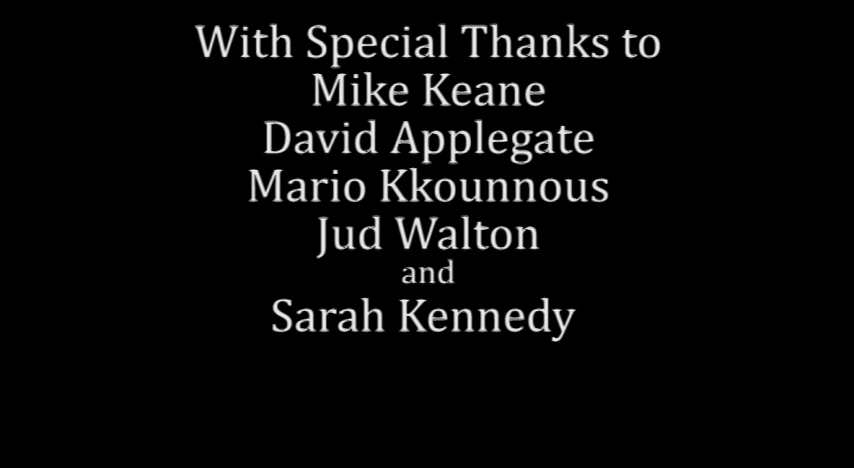 With Special Thanks to
Mike Keane
David Applegate
Mario Kkounnous
Jud Walton
and
Sarah Kennedy